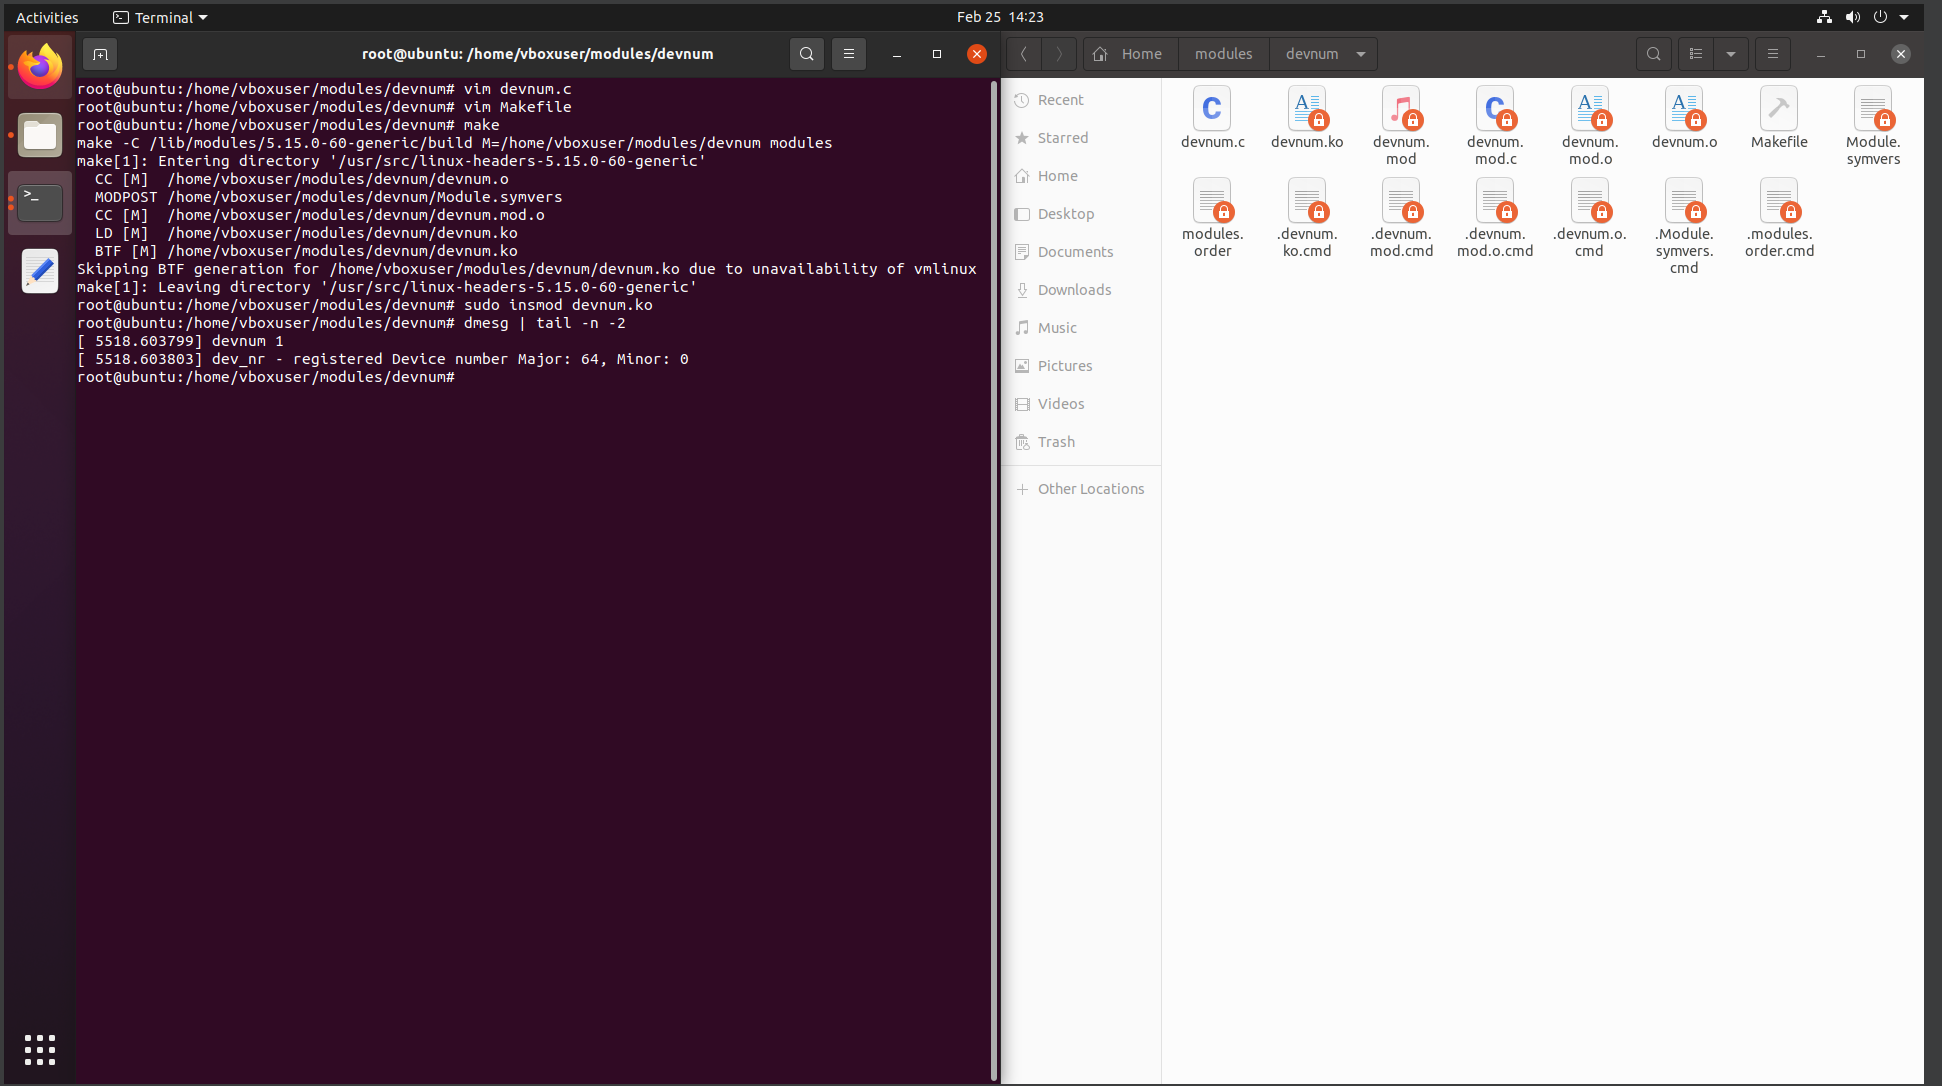 Activities
Terminal
Feb 25 14:23
root@ubuntu: /home/vboxuser/modules/devnum
root@ubuntu:/home/vboxuser/modules/devnum# vim devnum.c
root@ubuntu:/home/vboxuser/modules/devnum# vim Makefile
root@ubuntu:/home/vboxuser/modules/devnum# make
make -C /lib/modules/5.15.0-60-generic/build M=/home/vboxuser/modules/devnum modules
make[1]: Entering directory '/usr/src/linux-headers-5.15.0-60-generic'
  CC [M]  /home/vboxuser/modules/devnum/devnum.o
  MODPOST /home/vboxuser/modules/devnum/Module.symvers
  CC [M]  /home/vboxuser/modules/devnum/devnum.mod.o
  LD [M]  /home/vboxuser/modules/devnum/devnum.ko
  BTF [M] /home/vboxuser/modules/devnum/devnum.ko
Skipping BTF generation for /home/vboxuser/modules/devnum/devnum.ko due to unavailability of vmlinux
make[1]: Leaving directory '/usr/src/linux-headers-5.15.0-60-generic'
root@ubuntu:/home/vboxuser/modules/devnum# sudo insmod devnum.ko
root@ubuntu:/home/vboxuser/modules/devnum# dmesg | tail -n -2
[ 5518.603799] devnum 1
[ 5518.603803] dev_nr - registered Device number Major: 64, Minor: 0
root@ubuntu:/home/vboxuser/modules/devnum#
Home
modules
devnum
Recent
Starred
Home
Desktop
Documents
Downloads
Music
Pictures
Videos
Trash
Other Locations
devnum.c
devnum.ko
devnum.
mod
devnum.
mod.c
devnum.
mod.o
devnum.o
Makefile
Module.
symvers
modules.
order
.devnum.
ko.cmd
.devnum.
mod.cmd
.devnum.
mod.o.cmd
.devnum.o.
cmd
.Module.
symvers.
cmd
.modules.
order.cmd